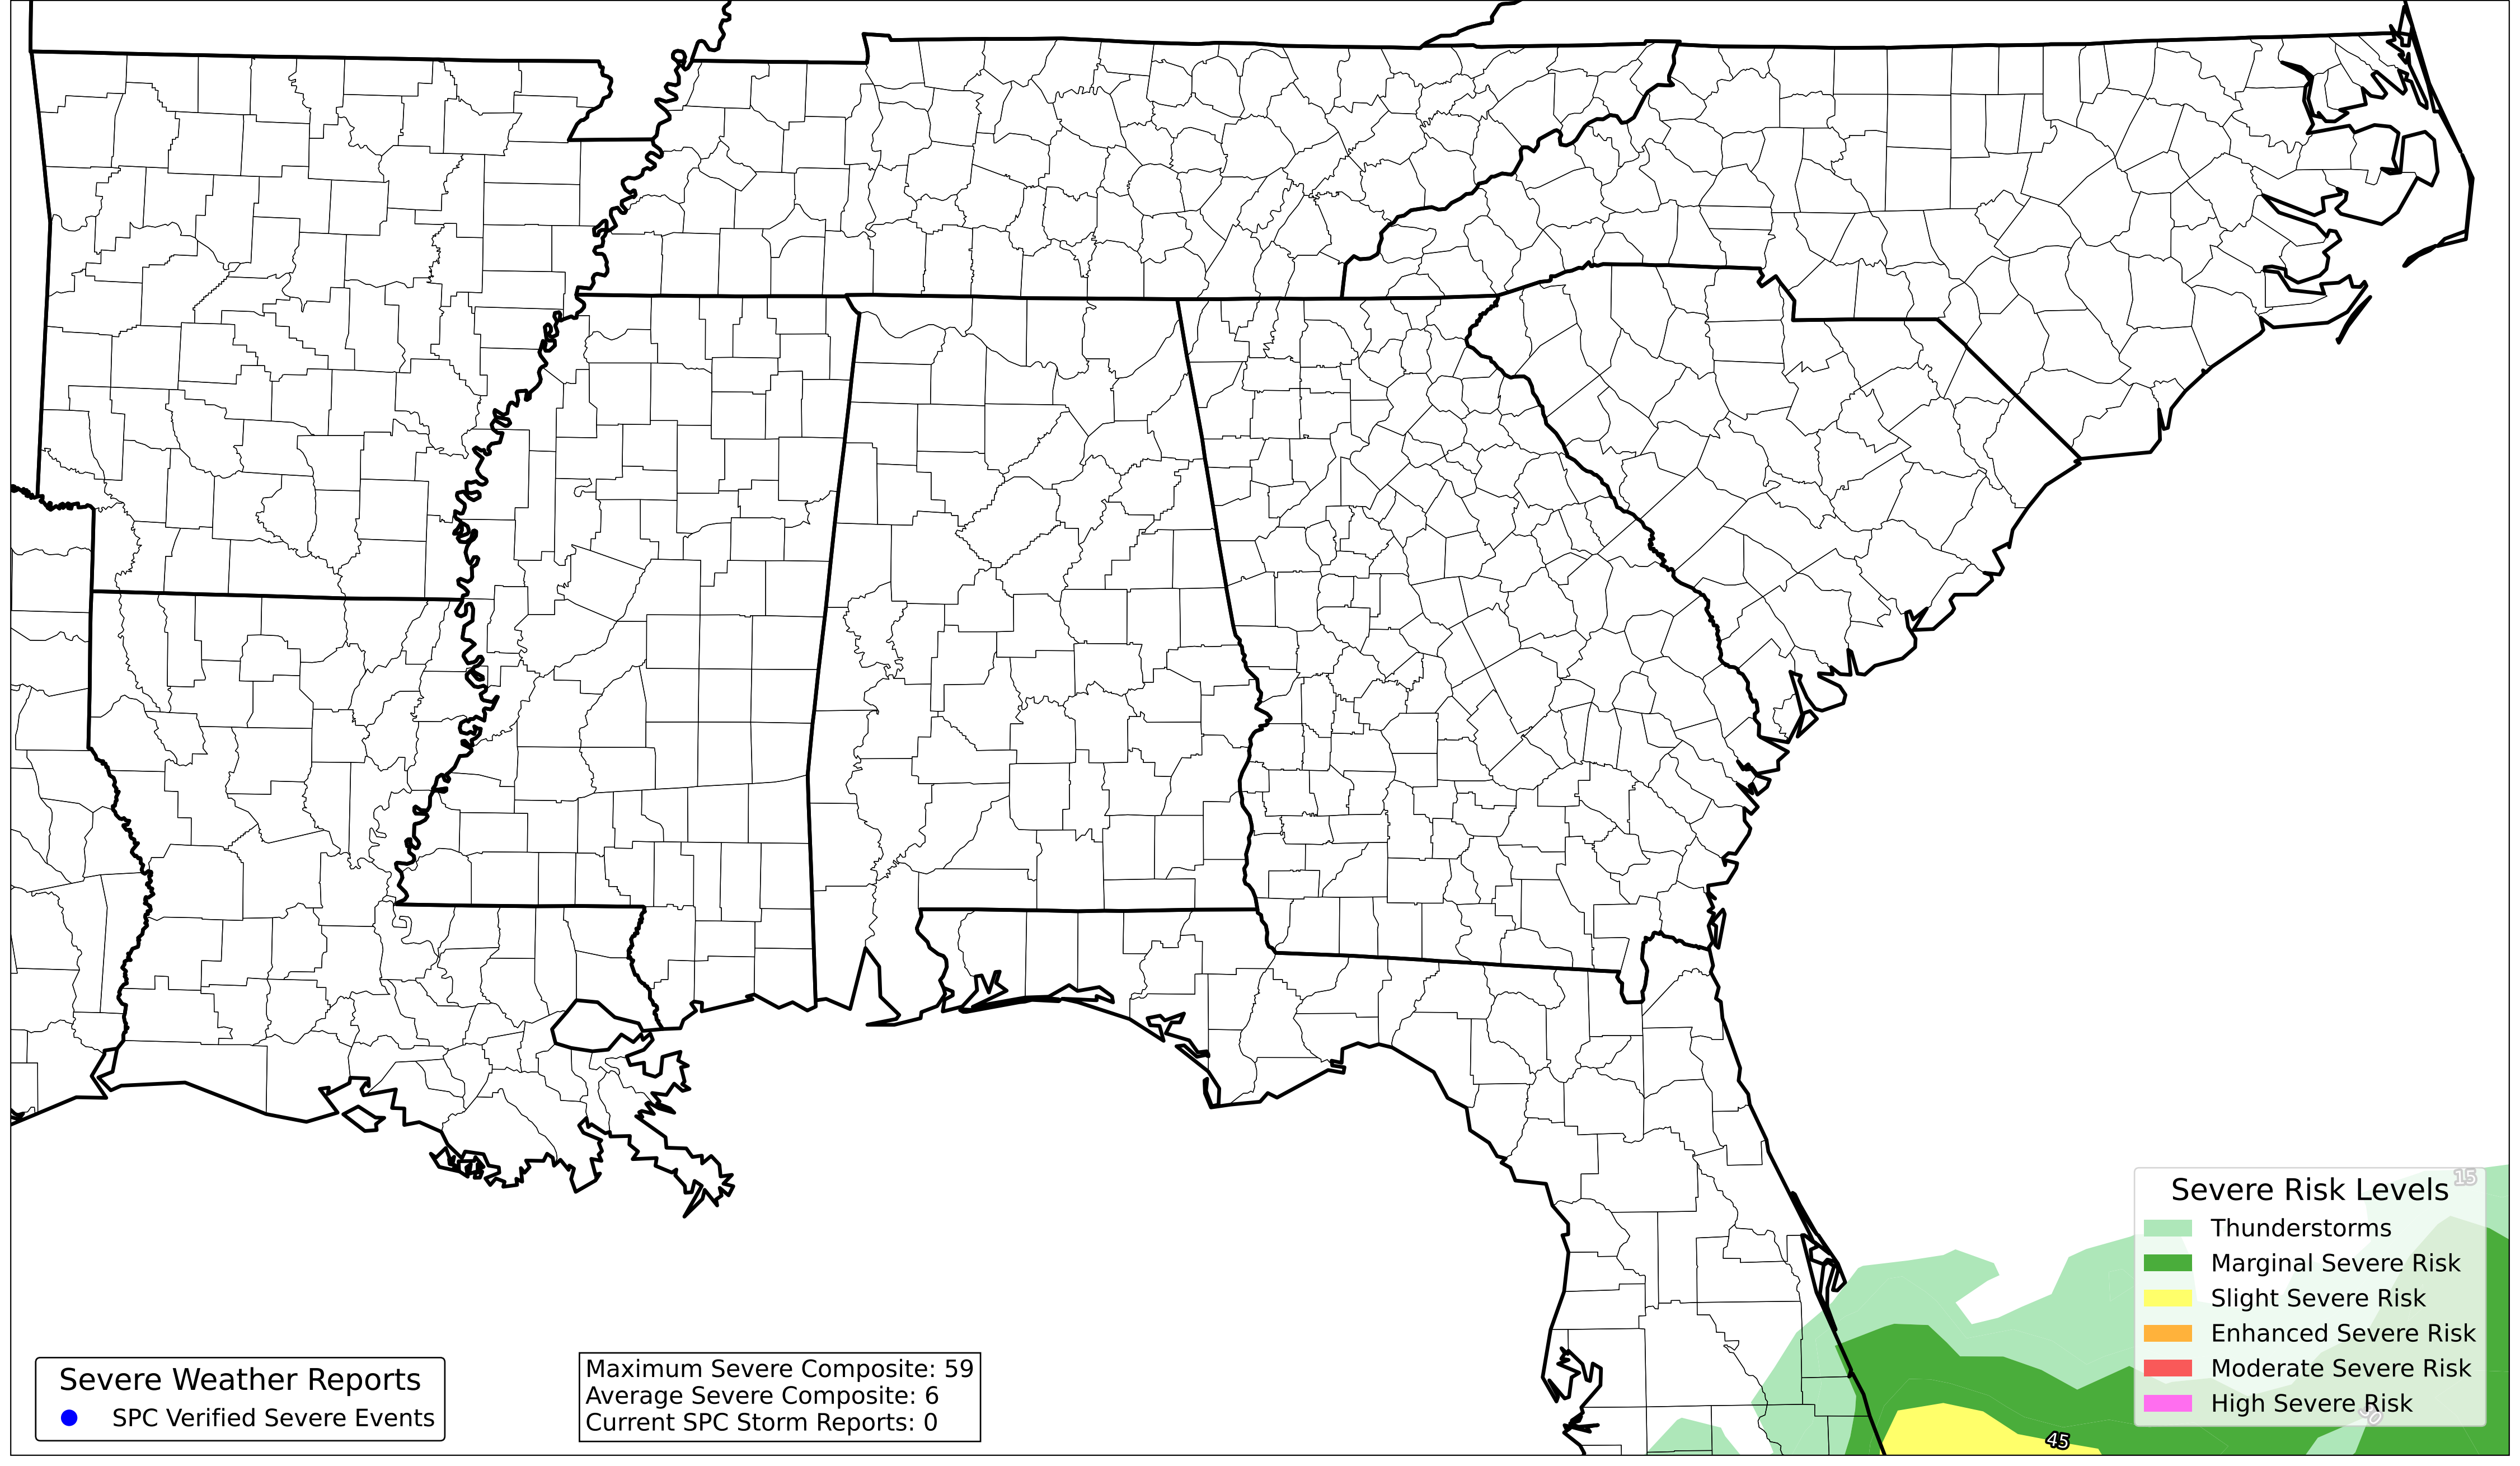 15
Severe Risk Levels
Thunderstorms
Marginal Severe Risk
Slight Severe Risk
Enhanced Severe Risk
Moderate Severe Risk
High Severe Risk
Severe Weather Reports
SPC Verified Severe Events
Maximum Severe Composite: 59
Average Severe Composite: 6
Current SPC Storm Reports: 0
45